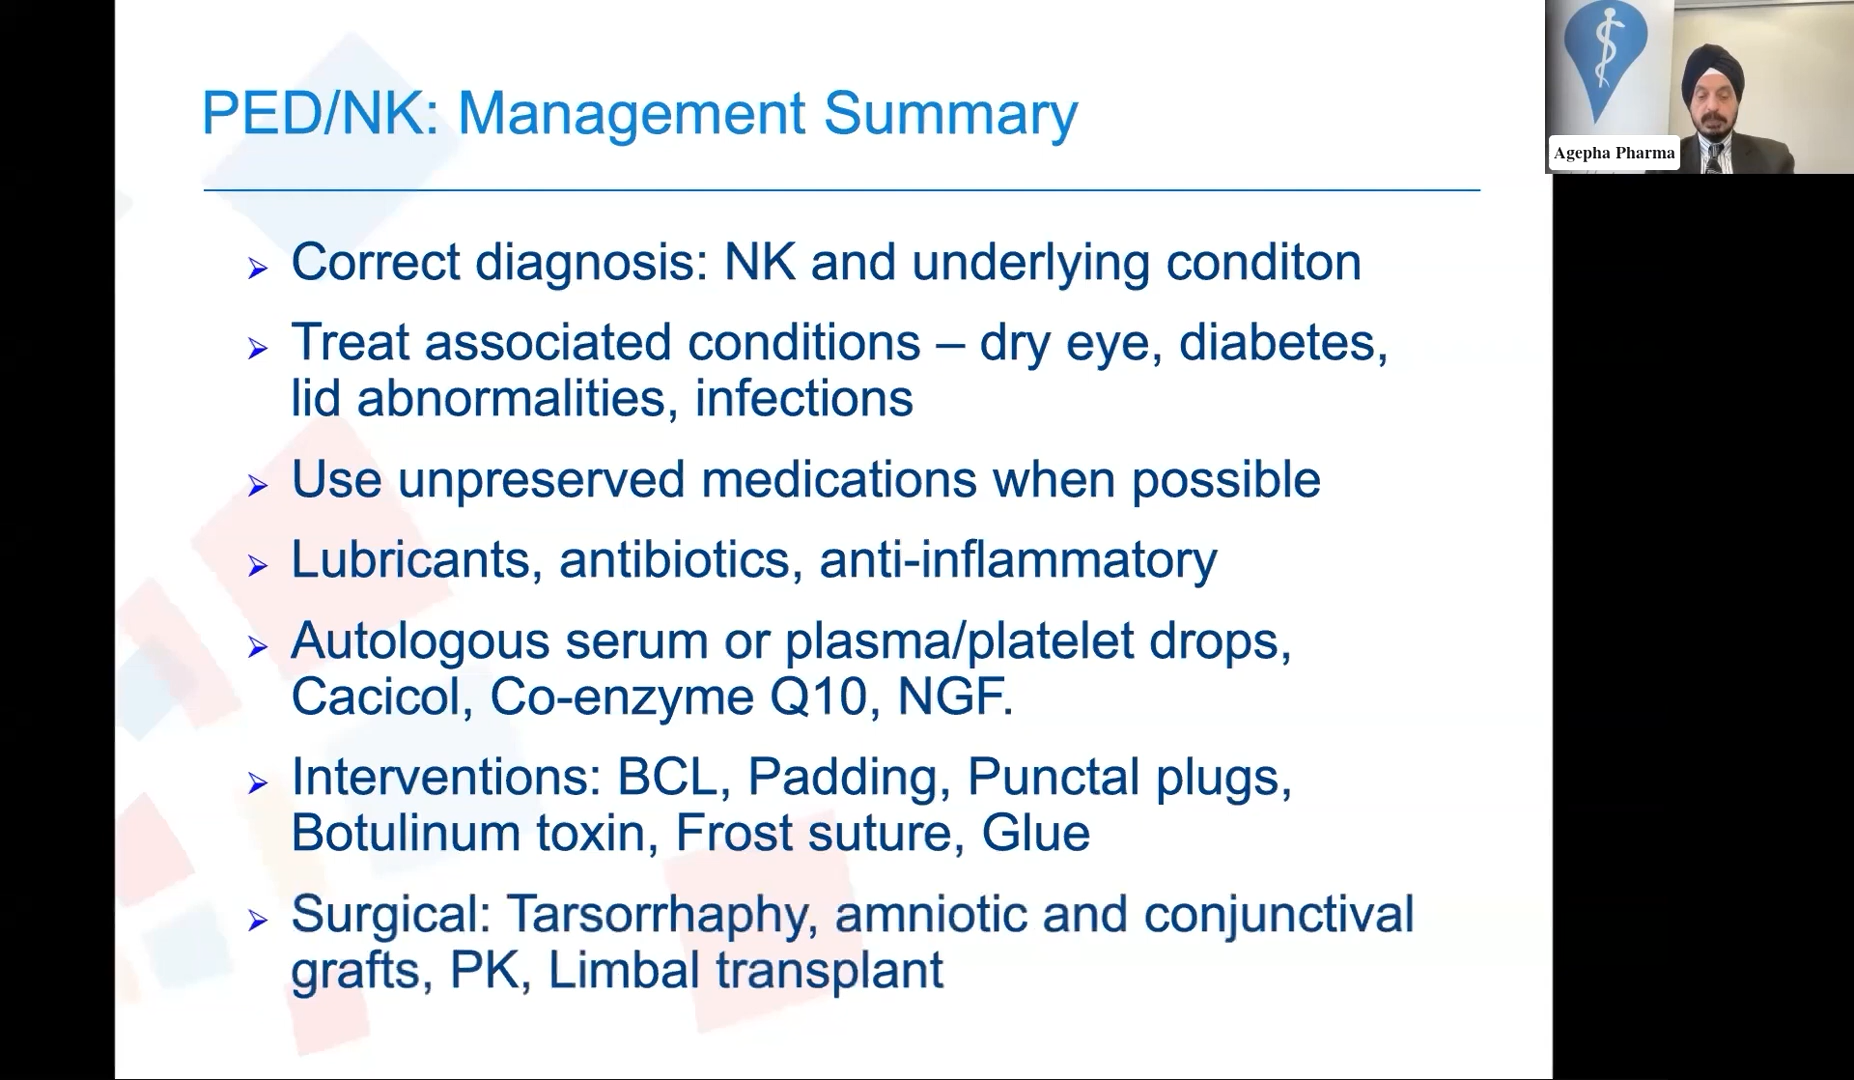 PED/NK: Management Summary
Agepha Pharma
➢ Correct diagnosis: NK and underlying conditon
➢ Treat associated conditions – dry eye, diabetes,
lid abnormalities, infections
➢ Use unpreserved medications when possible
➢ Lubricants, antibiotics, anti-inflammatory
➢ Autologous serum or plasma/platelet drops,
Cacicol, Co-enzyme Q10, NGF.
➢ Interventions: BCL, Padding, Punctal plugs,
Botulinum toxin, Frost suture, Glue
➢ Surgical: Tarsorrhaphy, amniotic and conjunctival
grafts, PK, Limbal transplant